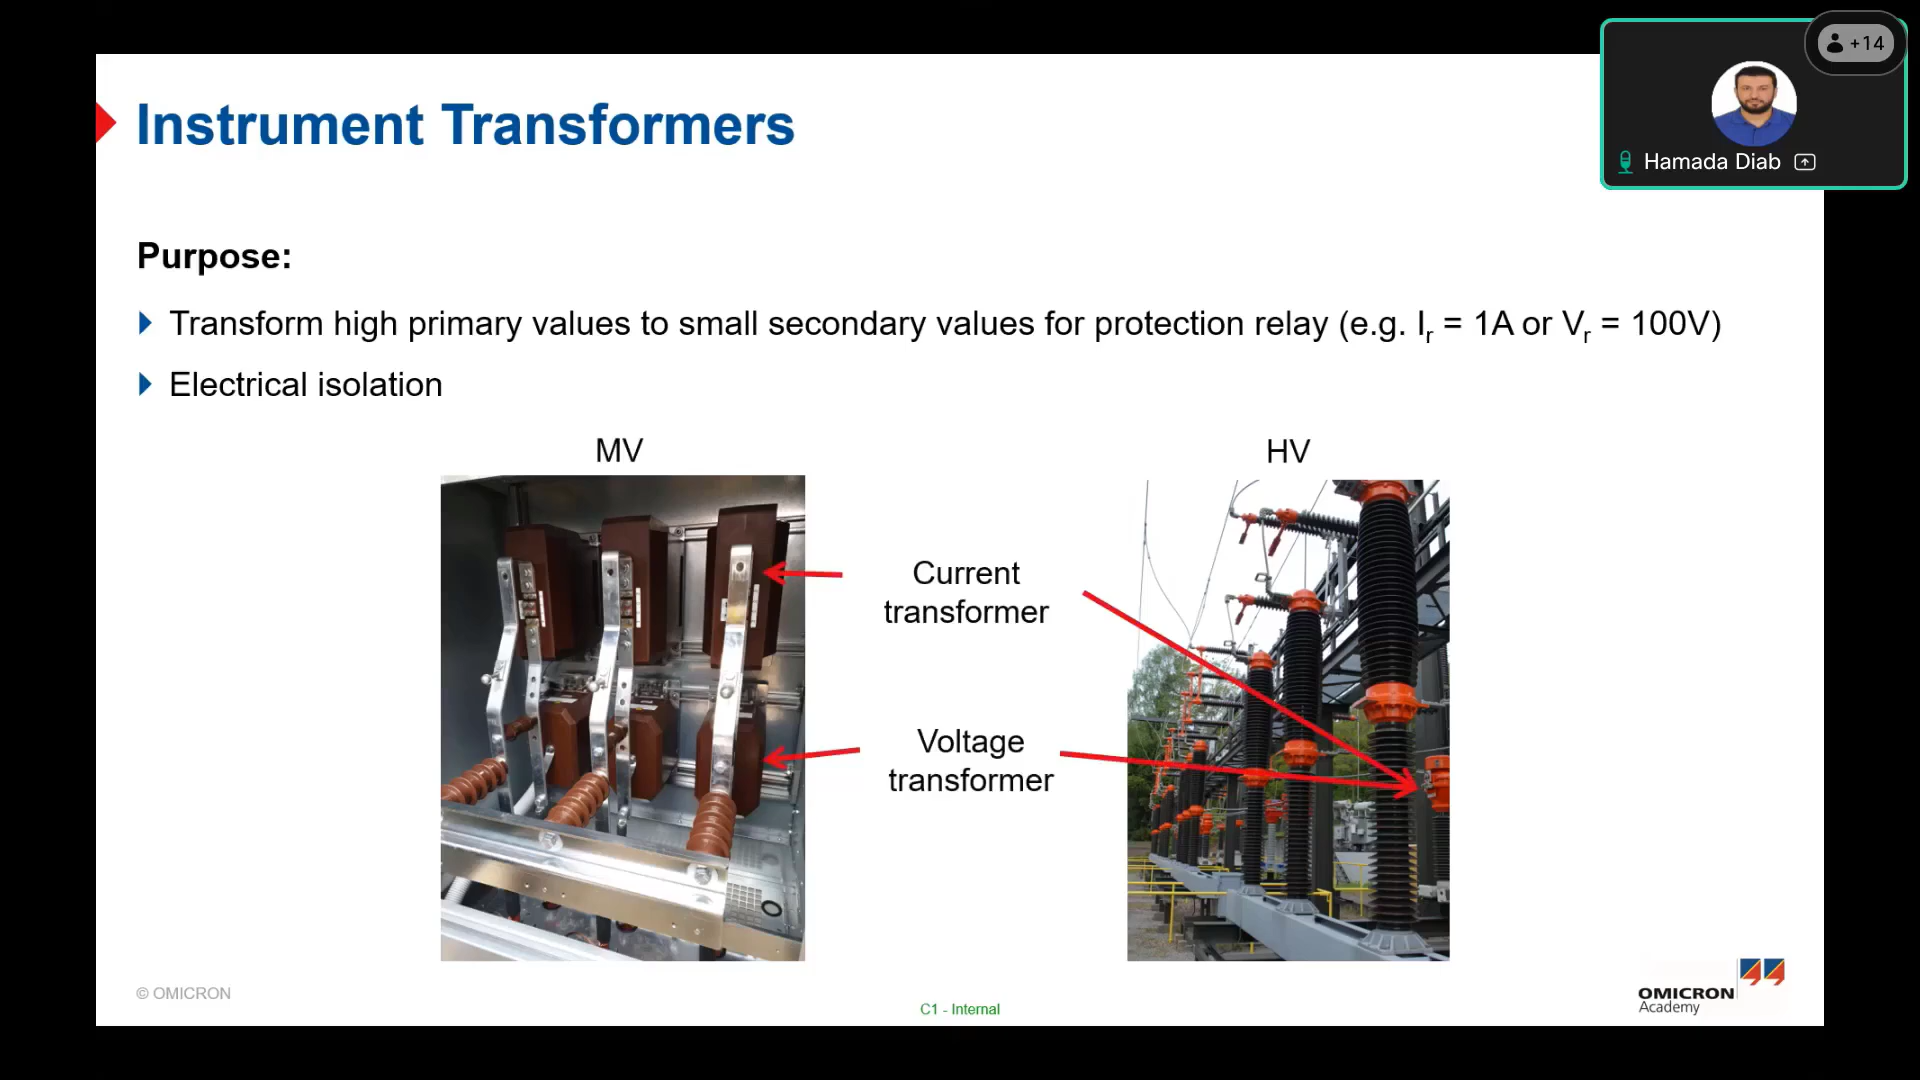 +14
Hamada Diab
Instrument Transformers
Purpose:
Transform high primary values to small secondary values for protection relay (e.g. Ir = 1A or Vr = 100V)
Electrical isolation
MV
HV
Current
transformer
Voltage
transformer
© OMICRON
C1 - Internal
OMICRON
Academy